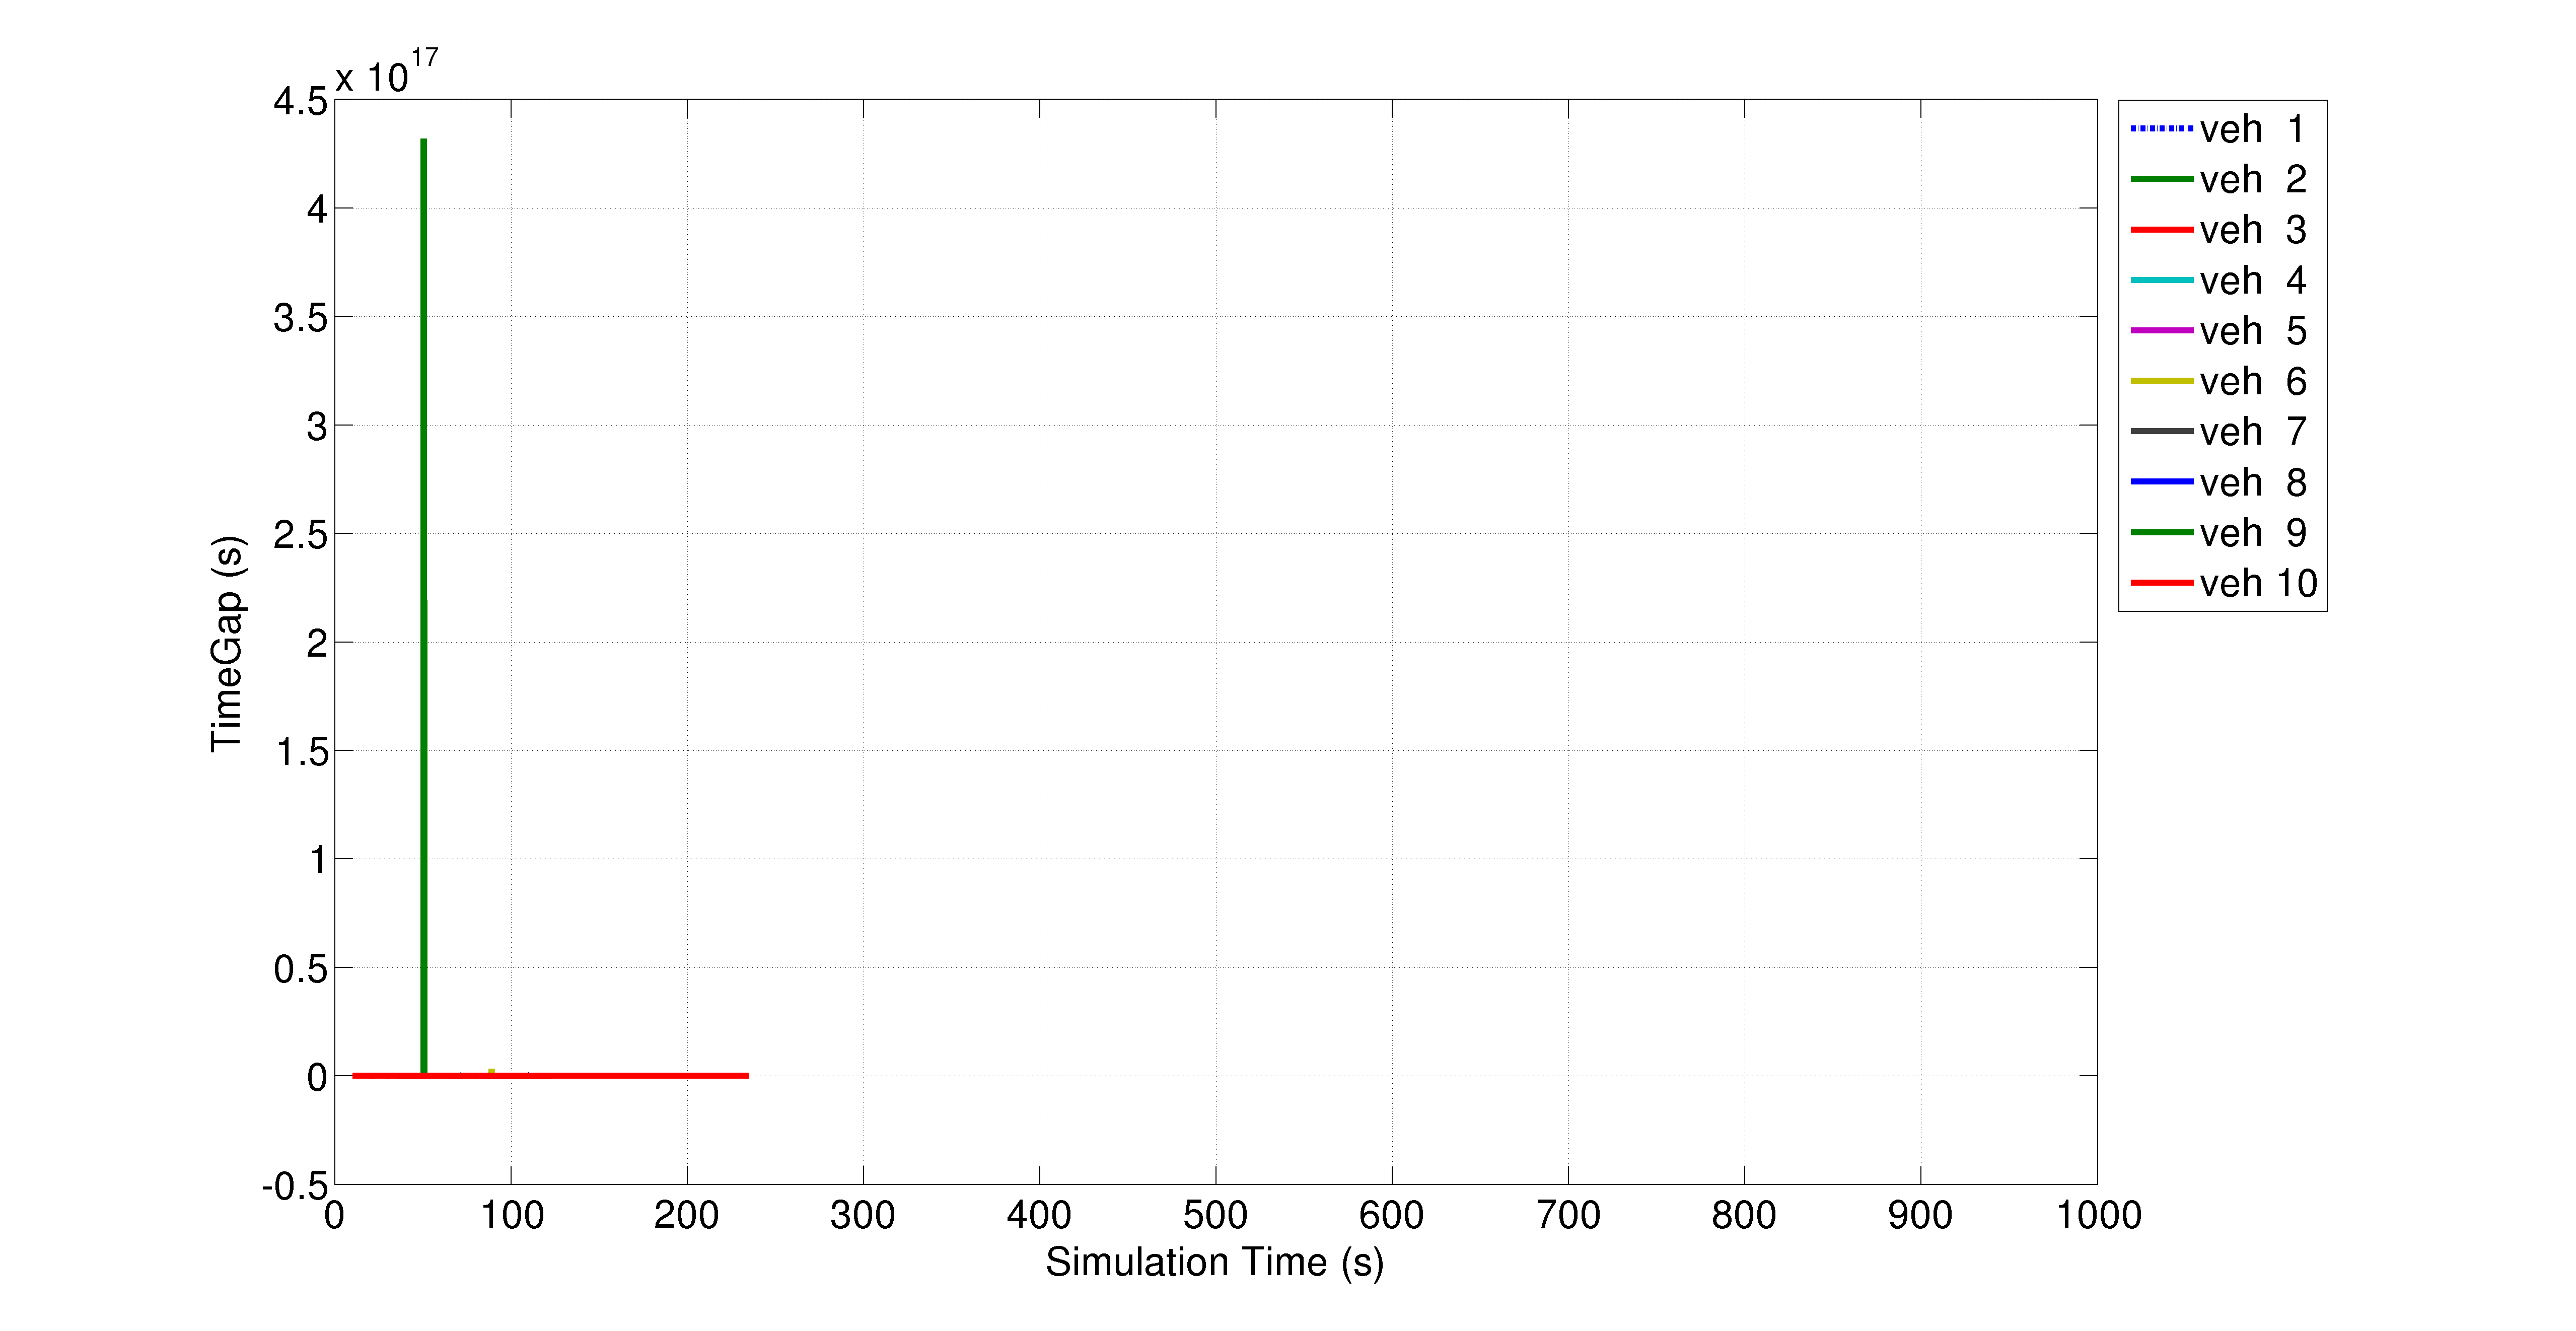 x 10^17
4.5
4
3.5
3
2.5
2
1.5
1
0.5
0
-0.5
TimeGap (s)
0 100 200 300 400 500 600 700 800 900 1000
Simulation Time (s)
veh 1
veh 2
veh 3
veh 4
veh 5
veh 6
veh 7
veh 8
veh 9
veh 10